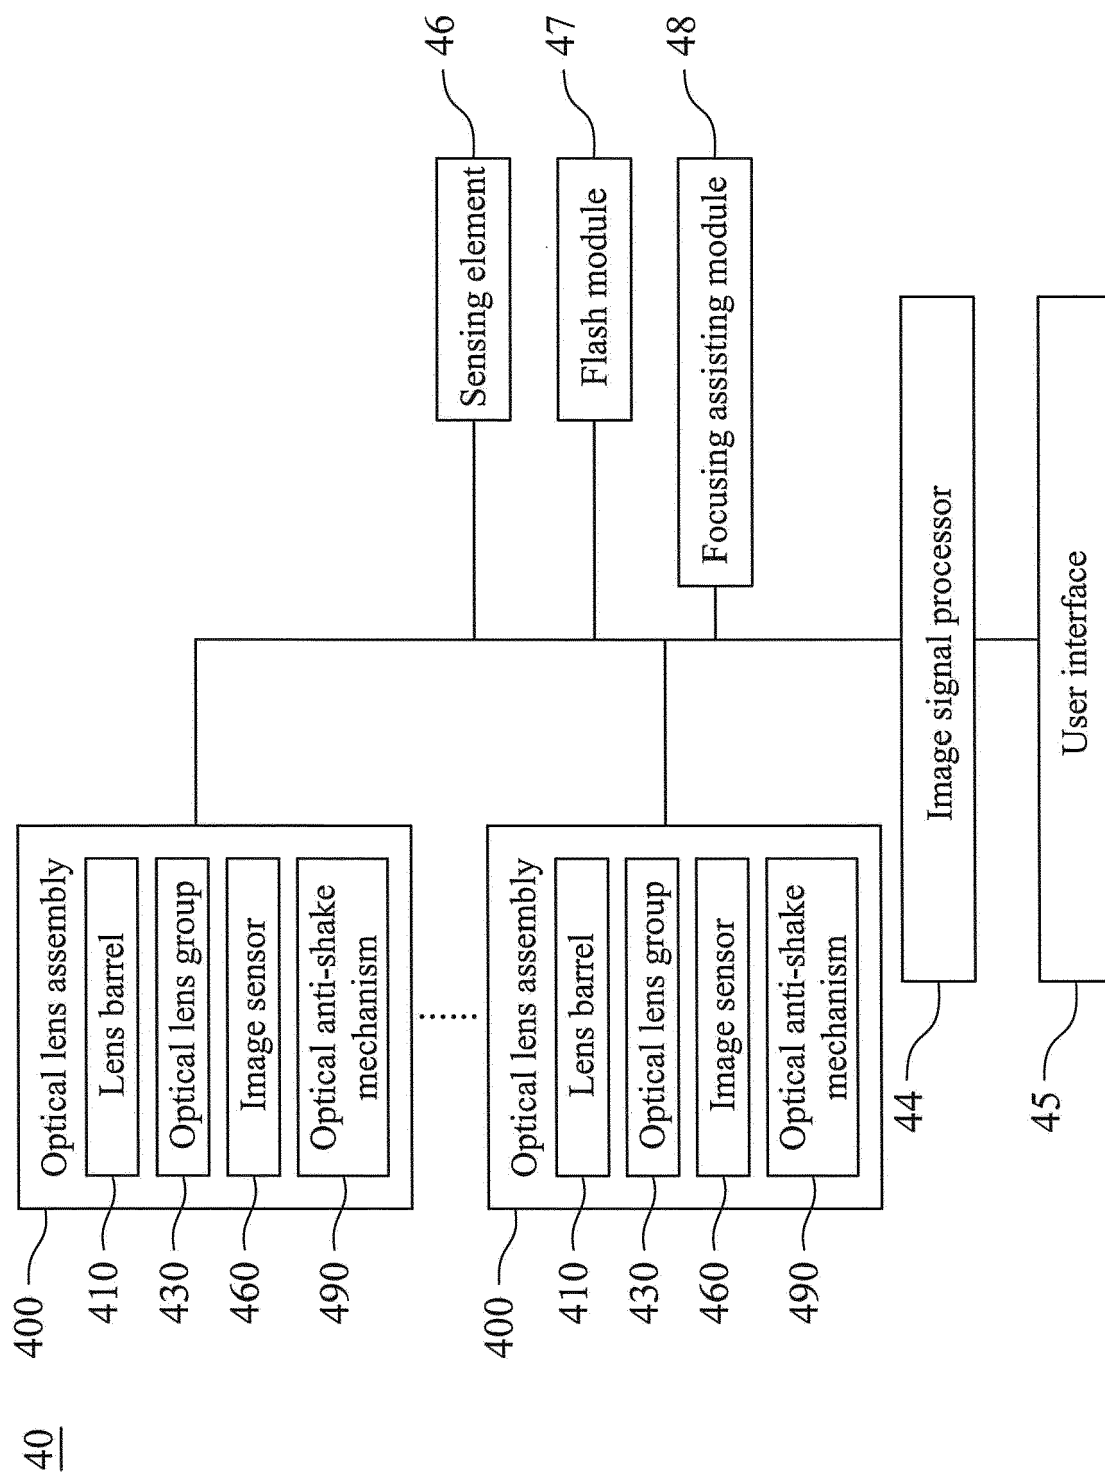 40
400
Optical lens assembly
410
Lens barrel
430
Optical lens group
460
Image sensor
490
Optical anti-shake
mechanism
......
400
Optical lens assembly
410
Lens barrel
430
Optical lens group
460
Image sensor
490
Optical anti-shake
mechanism
Sensing element
46
Flash module
47
Focusing assisting module
48
44
Image signal processor
45
User interface